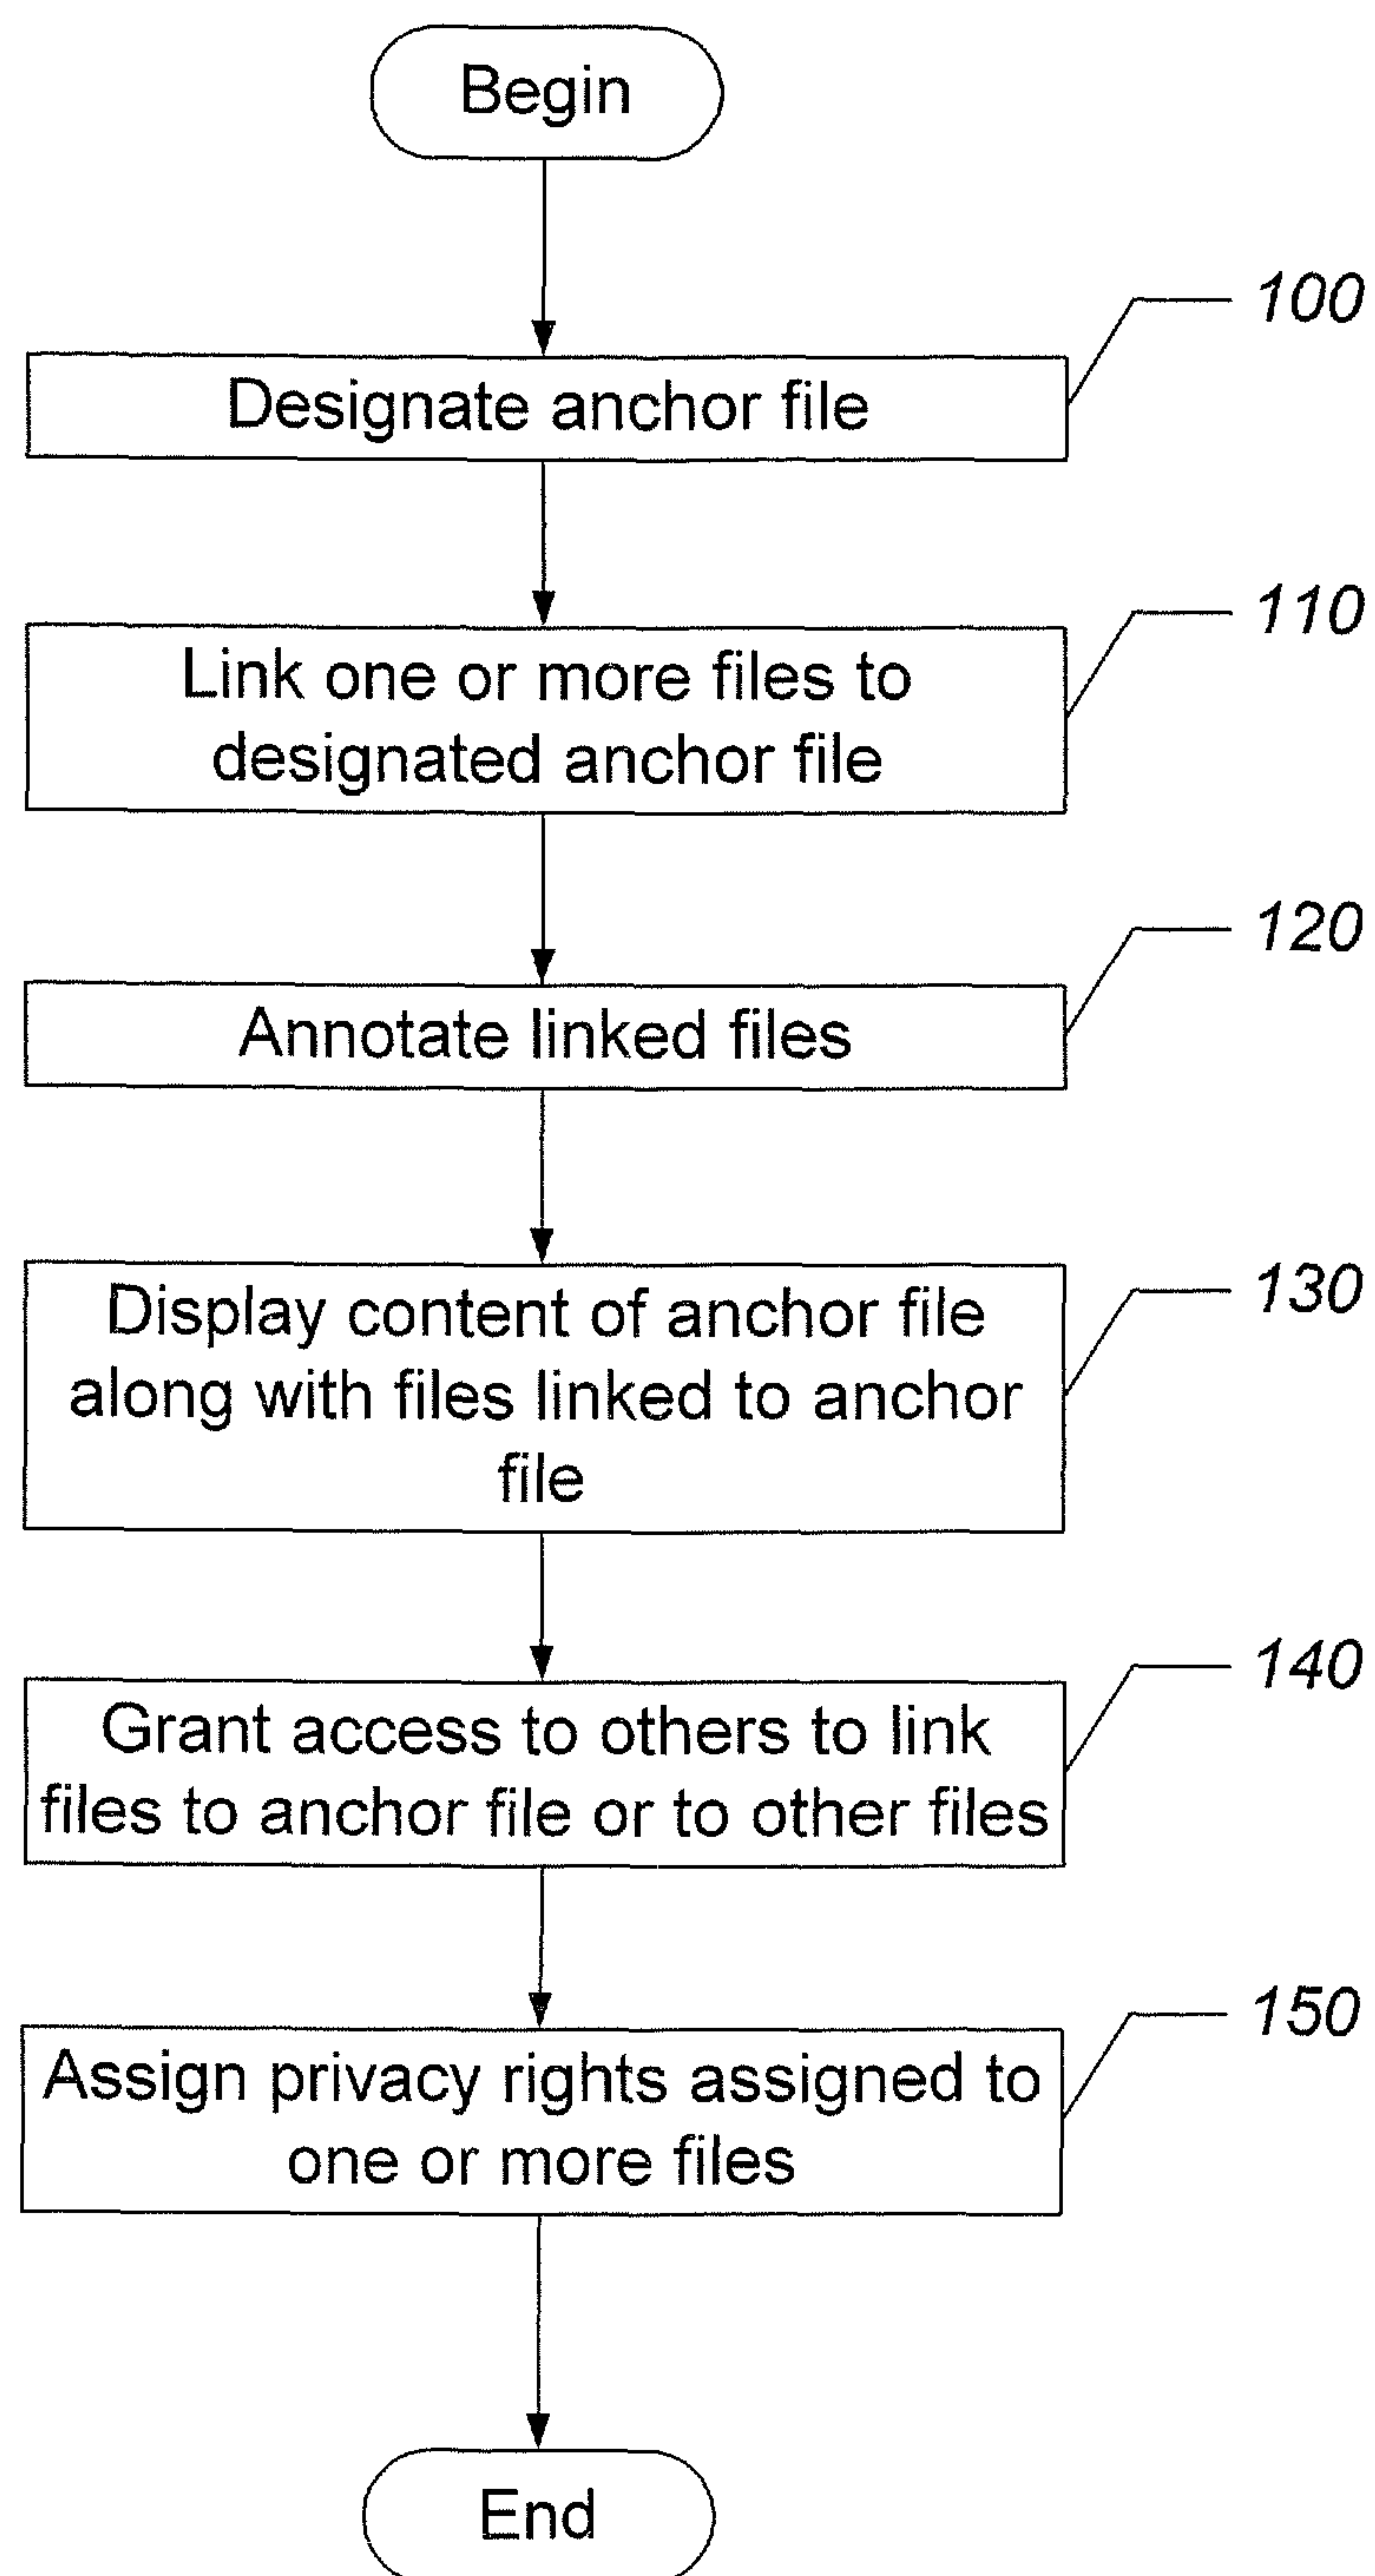 Begin
100
Designate anchor file
110
Link one or more files to
designated anchor file
120
Annotate linked files
130
Display content of anchor file
along with files linked to anchor
file
140
Grant access to others to link
files to anchor file or to other files
150
Assign privacy rights assigned to
one or more files
End